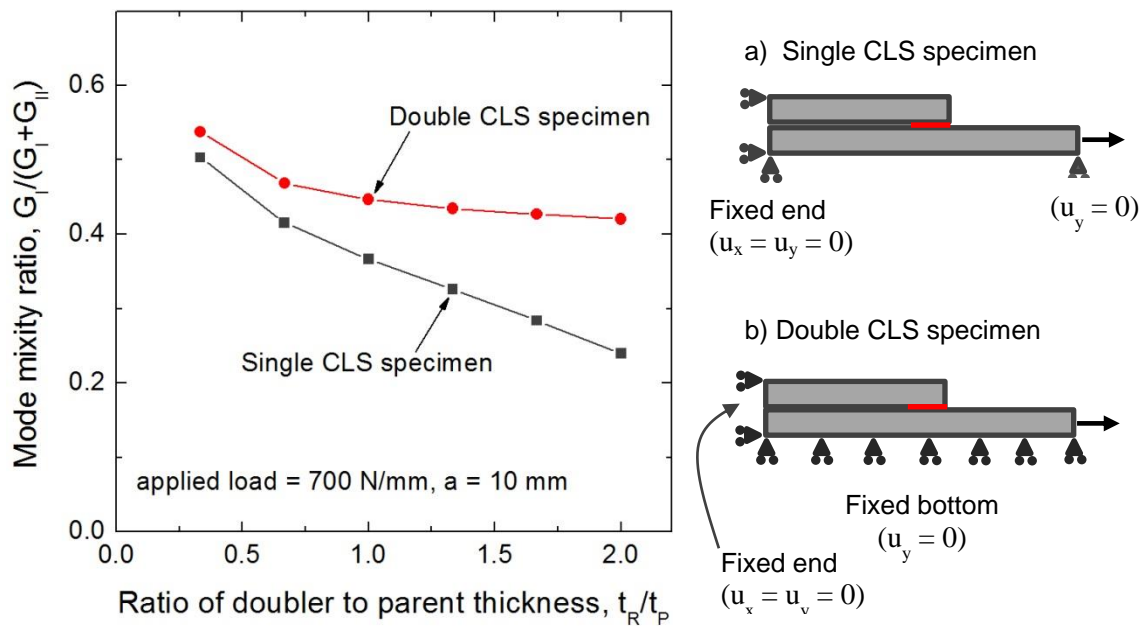 Mode mixity ratio, G_I/(G_I+G_II)
0.6
0.4
0.2
0.0
Double CLS specimen
Single CLS specimen
applied load = 700 N/mm, a = 10 mm
0.0 0.5 1.0 1.5 2.0
Ratio of doubler to parent thickness, t_R/t_P
a) Single CLS specimen
Fixed end
(u_x = u_y = 0)
(u_y = 0)
b) Double CLS specimen
Fixed bottom
(u_y = 0)
Fixed end
(u_x = u_y = 0)